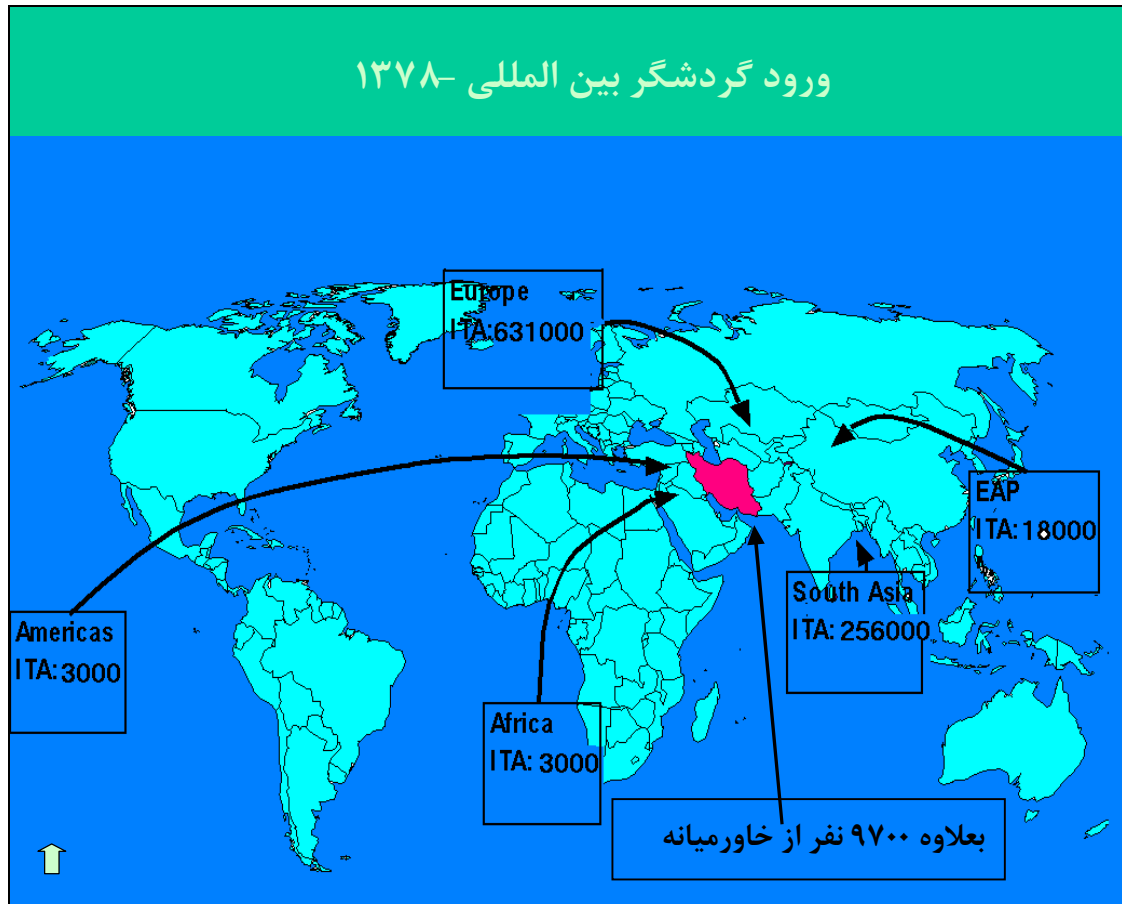 ورود گردشگر بین المللی -۱۳۷۸
Europe
ITA:631000
EAP
ITA:18000
South Asia
ITA: 256000
Americas
ITA: 3000
Africa
ITA: 3000
بعلاوه ۹۷۰۰ نفر از خاورمیانه